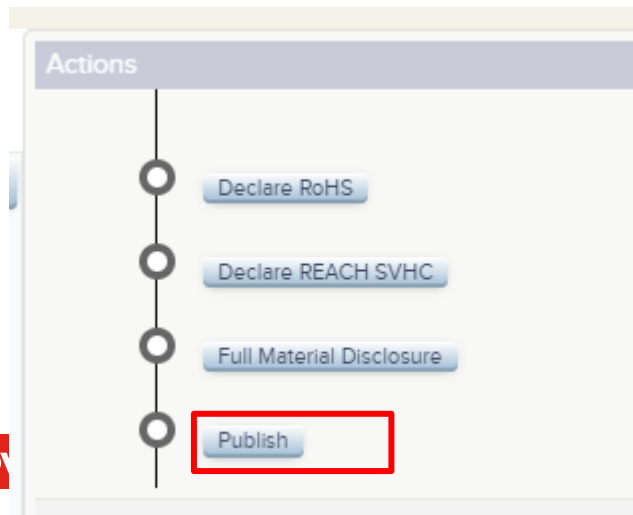 Actions
Declare RoHS
Declare REACH SVHC
Full Material Disclosure
Publish